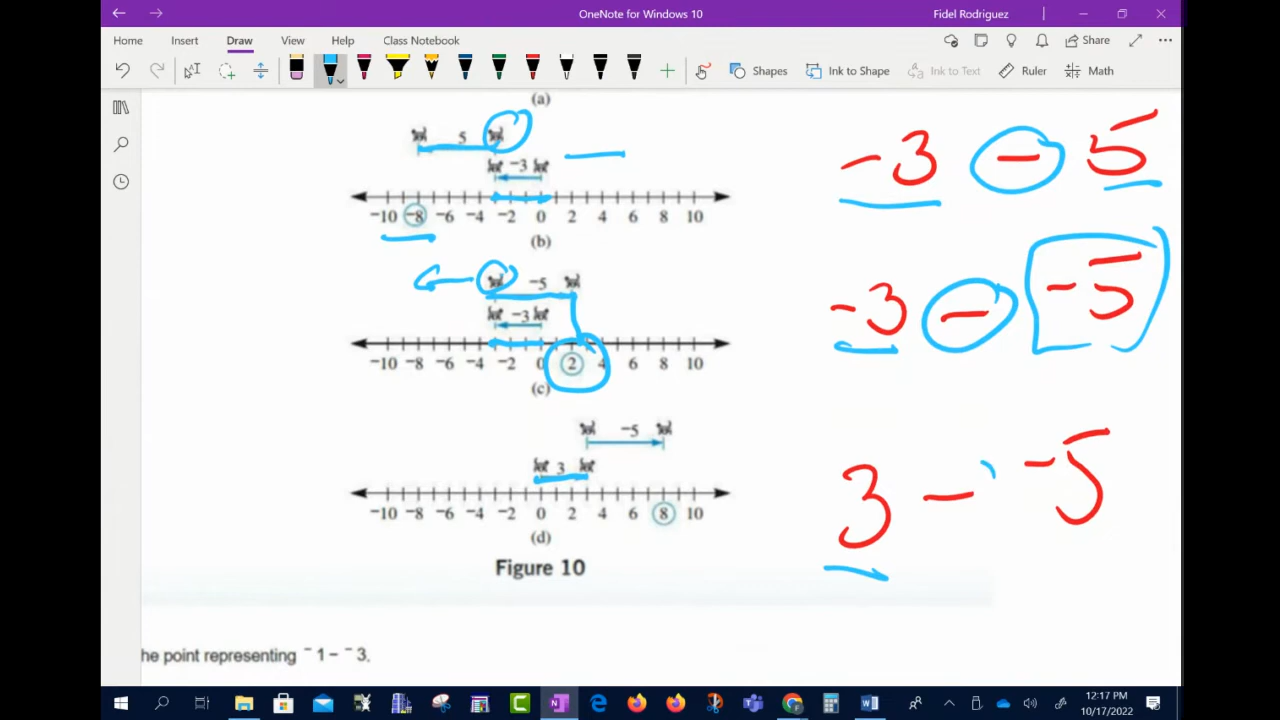 OneNote for Windows 10
Fidel Rodriguez
Home Insert Draw View Help Class Notebook
Share
Shapes Ink to Shape Ink to Text Ruler Math
(a)
5
−3
−10 −8 −6 −4 −2 0 2 4 6 8 10
(b)
−5
−3
−10 −8 −6 −4 −2 0 2 4 6 8 10
(c)
−5
3
−10 −8 −6 −4 −2 0 2 4 6 8 10
(d)
Figure 10
he point representing ⁻1 − ⁻3.
-3 - 5
-3 - -5
3 - -5
12:17 PM
10/17/2022